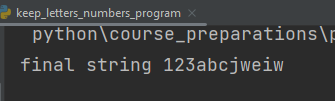 keep_letters_numbers_program ×
python\course_preparations\p
final string 123abcjweiw